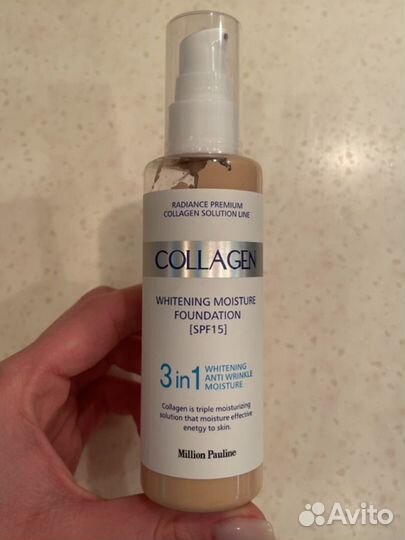 RADIANCE PREMIUM
COLLAGEN SOLUTION LINE
COLLAGEN
WHITENING MOISTURE
FOUNDATION
[SPF15]
3 in 1
WHITENING
ANTI WRINKLE
MOISTURE
Collagen is triple moisturizing
solution that moisture effective
enetgy to skin.
Million Pauline
Avito